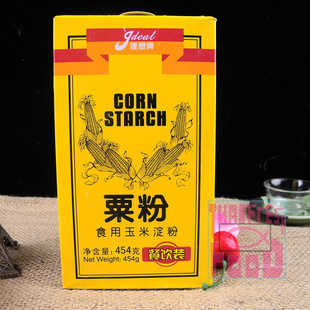 Ideal
理想牌
CORN
STARCH
粟粉
食用玉米淀粉
净含量: 454克
Net Weight: 454g
餐饮装